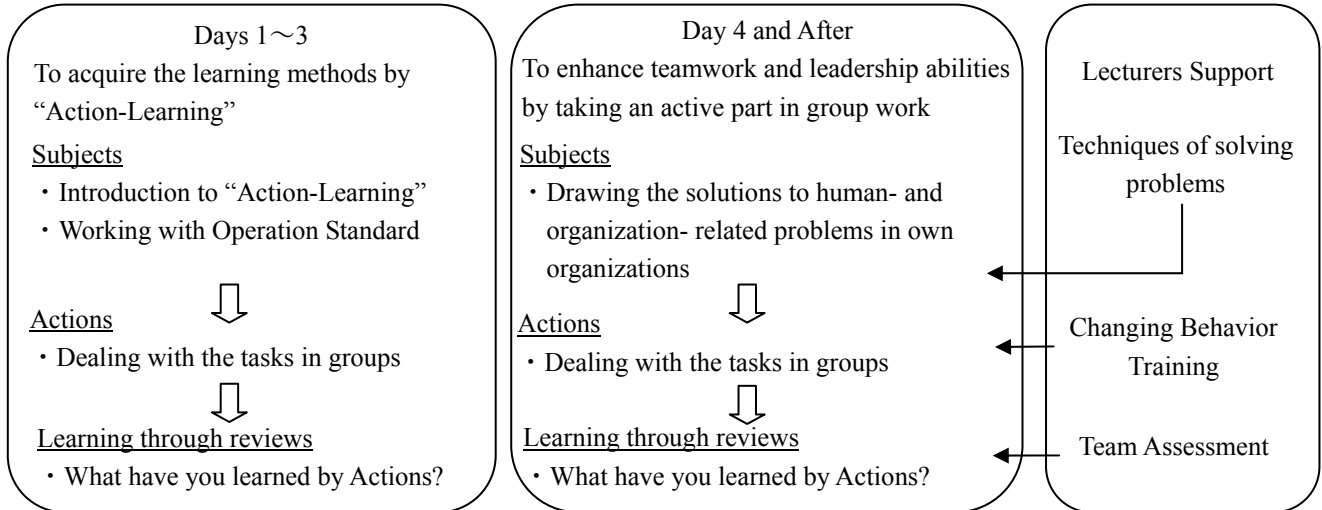 Days 1～3
To acquire the learning methods by
“Action-Learning”
Subjects
・Introduction to “Action-Learning”
・Working with Operation Standard
Actions
・Dealing with the tasks in groups
Learning through reviews
・What have you learned by Actions?
Day 4 and After
To enhance teamwork and leadership abilities
by taking an active part in group work
Subjects
・Drawing the solutions to human- and
organization- related problems in own
organizations
Actions
・Dealing with the tasks in groups
Learning through reviews
・What have you learned by Actions?
Lecturers Support
Techniques of solving
problems
Changing Behavior
Training
Team Assessment